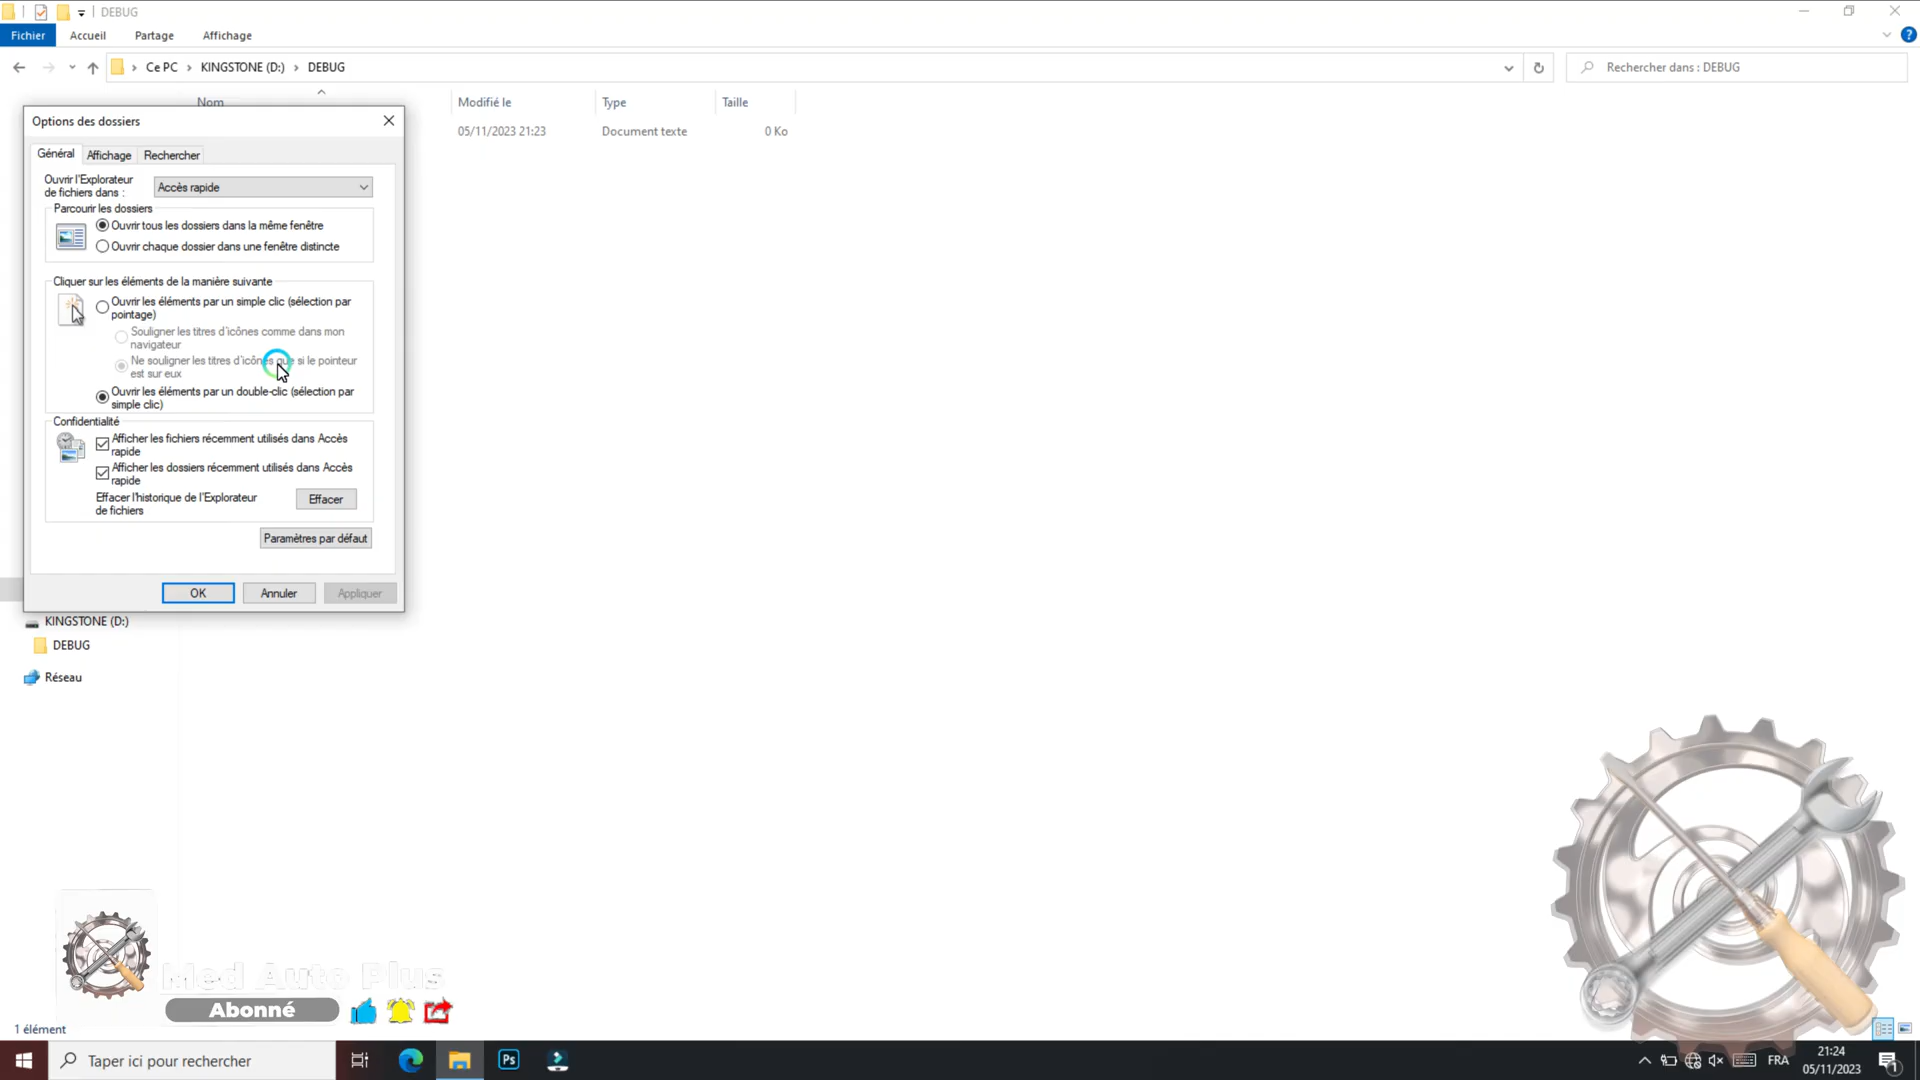 DEBUG
Fichier
Accueil
Partage
Affichage
Ce PC
KINGSTONE (D:)
DEBUG
Rechercher dans : DEBUG
Nom
Modifié le
Type
Taille
05/11/2023 21:23
Document texte
0 Ko
Options des dossiers
Général
Affichage
Rechercher
Ouvrir l'Explorateur
de fichiers dans :
Accès rapide
Parcourir les dossiers
Ouvrir tous les dossiers dans la même fenêtre
Ouvrir chaque dossier dans une fenêtre distincte
Cliquer sur les éléments de la manière suivante
Ouvrir les éléments par un simple clic (sélection par
pointage)
Souligner les titres d'icônes comme dans mon
navigateur
Ne souligner les titres d'icônes que si le pointeur
est sur eux
Ouvrir les éléments par un double-clic (sélection par
simple clic)
Confidentialité
Afficher les fichiers récemment utilisés dans Accès
rapide
Afficher les dossiers récemment utilisés dans Accès
rapide
Effacer l'historique de l'Explorateur
de fichiers
Effacer
Paramètres par défaut
OK
Annuler
Appliquer
KINGSTONE (D:)
DEBUG
Réseau
Med Auto Plus
Abonné
1 élément
Taper ici pour rechercher
Ps
FRA
21:24
05/11/2023
1